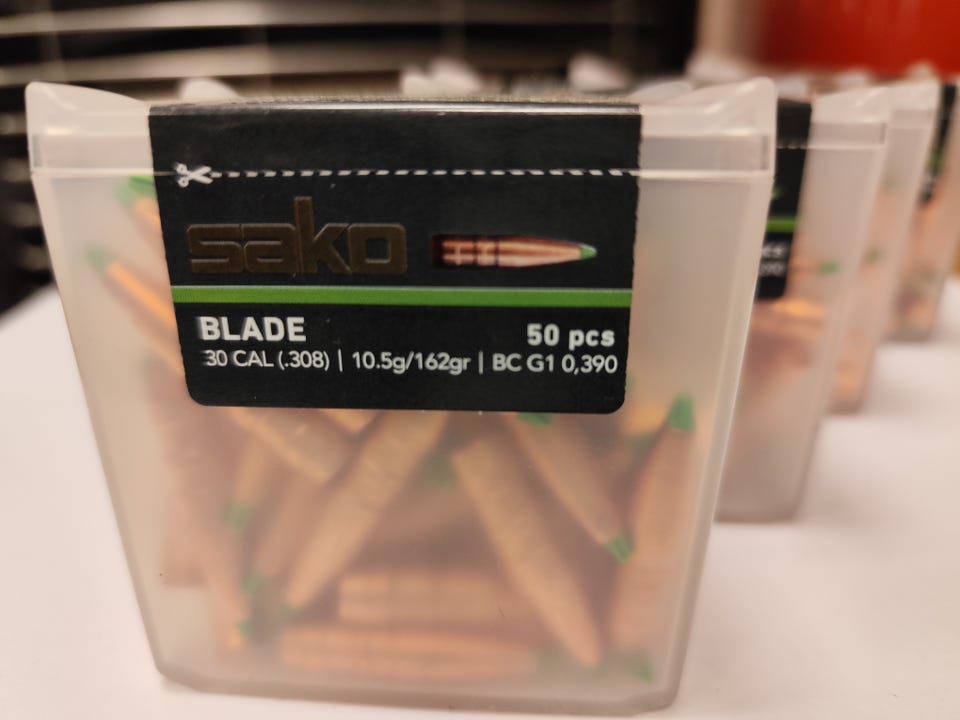 sako
BLADE
50 pcs
30 CAL (.308) | 10.5g/162gr | BC G1 0,390